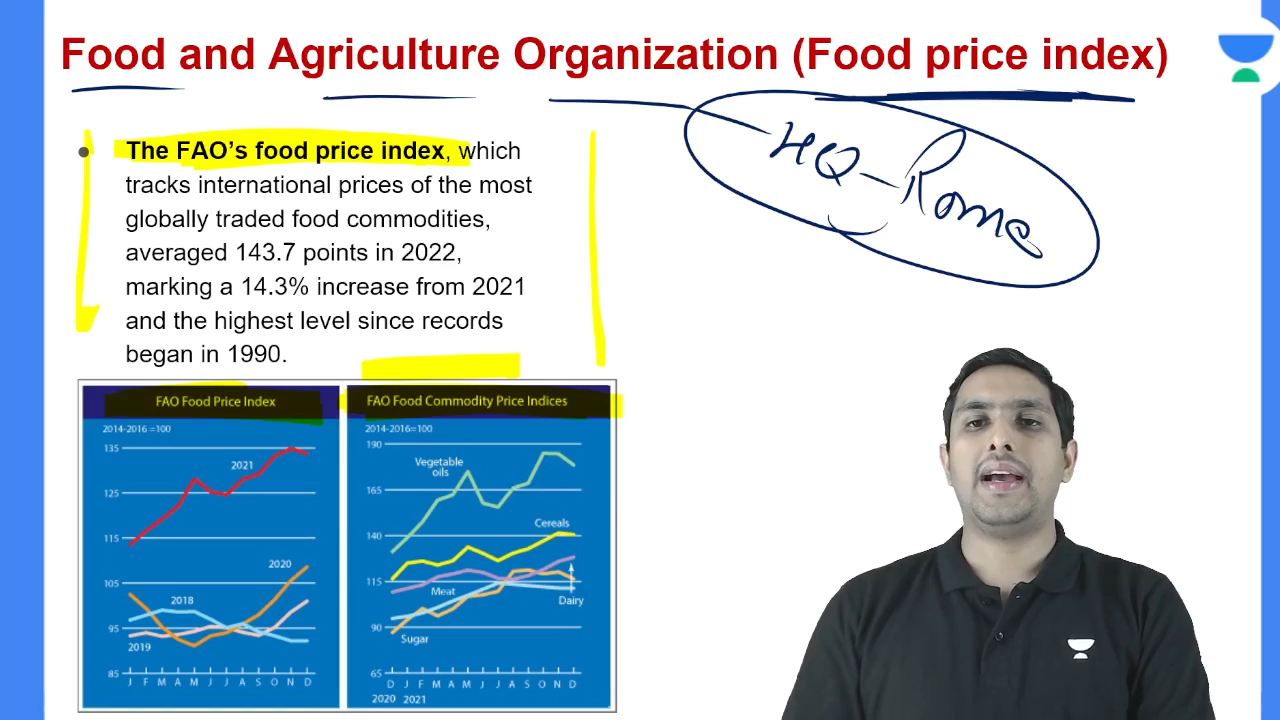 Food and Agriculture Organization (Food price index)
HQ - Rome
● The FAO's food price index, which
tracks international prices of the most
globally traded food commodities,
averaged 143.7 points in 2022,
marking a 14.3% increase from 2021
and the highest level since records
began in 1990.
FAO Food Price Index
2014-2016 =100
135
2021
125
115
2020
105
2018
95
2019
85
J F M A M J J A S O N D
FAO Food Commodity Price Indices
2014-2016=100
190
Vegetable
oils
165
Cereals
140
115
Meat
Dairy
90
Sugar
65
D J F M A M J J A S O N D
2020 2021